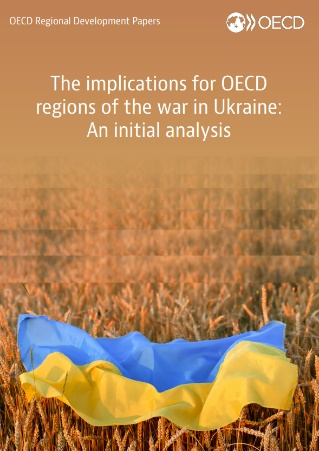 OECD Regional Development Papers
OECD
The implications for OECD
regions of the war in Ukraine:
An initial analysis